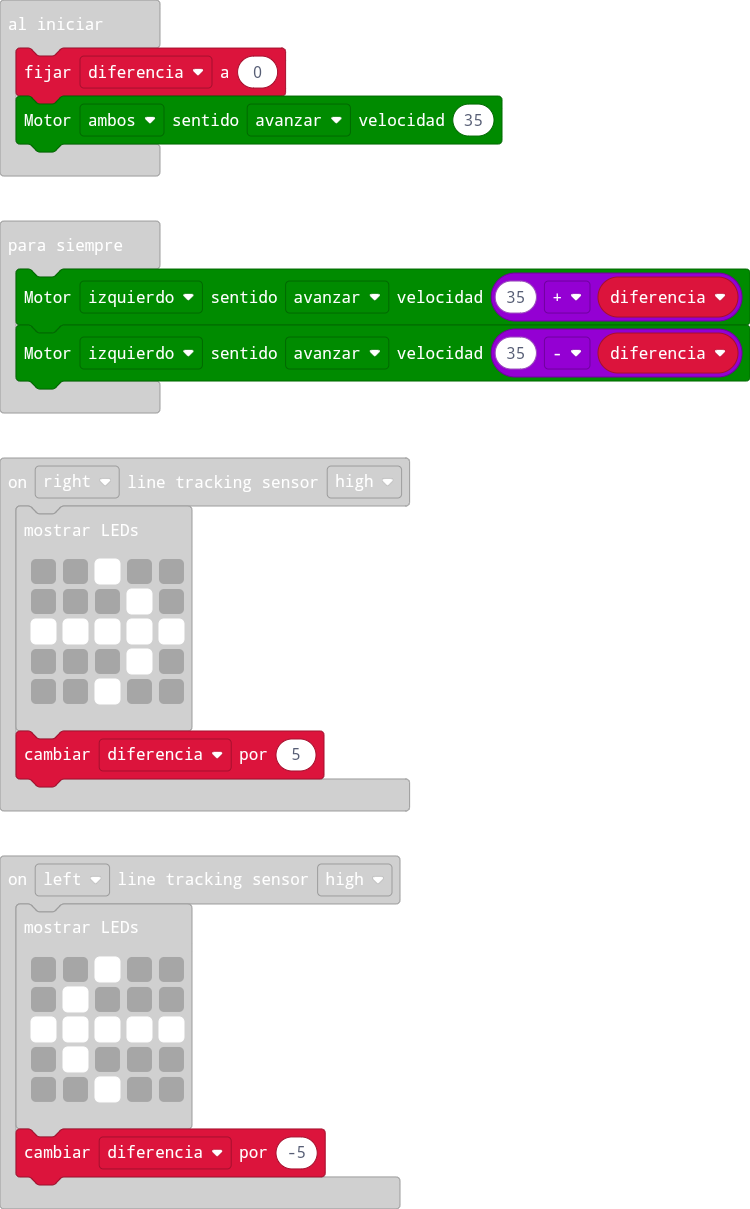 al iniciar
fijar diferencia a 0
Motor ambos sentido avanzar velocidad 35
para siempre
Motor izquierdo sentido avanzar velocidad 35 + diferencia
Motor izquierdo sentido avanzar velocidad 35 - diferencia
on right line tracking sensor high
mostrar LEDs
cambiar diferencia por 5
on left line tracking sensor high
mostrar LEDs
cambiar diferencia por -5